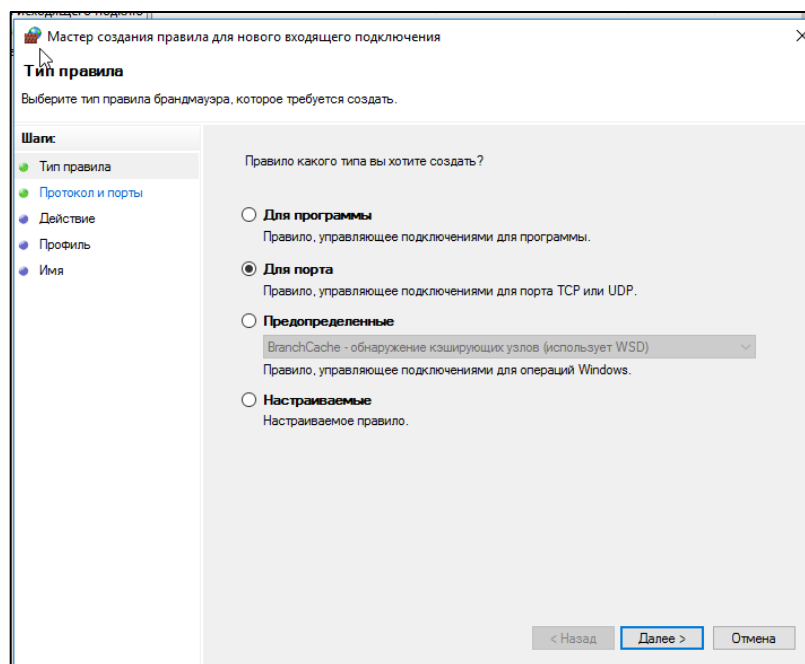 Мастер создания правила для нового входящего подключения
Тип правила
Выберите тип правила брандмауэра, которое требуется создать.
Шаги:
Тип правила
Протокол и порты
Действие
Профиль
Имя
Правило какого типа вы хотите создать?
Для программы
Правило, управляющее подключениями для программы.
Для порта
Правило, управляющее подключениями для порта TCP или UDP.
Предопределенные
BranchCache - обнаружение кэширующих узлов (использует WSD)
Правило, управляющее подключениями для операций Windows.
Настраиваемые
Настраиваемое правило.
< Назад
Далее >
Отмена